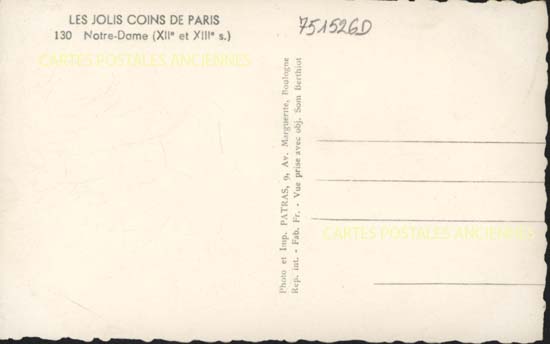 LES JOLIS COINS DE PARIS
130 Notre-Dame (XIIe et XIIIe s.)
751526D
CARTES POSTALES ANCIENNES
Photo et Imp. PATRAS, 9, Av. Marguerite, Boulogne
Rep. int. - Fab. Fr. - Vue prise avec obj. Som Berthiot
CARTES POSTALES ANCIENNES